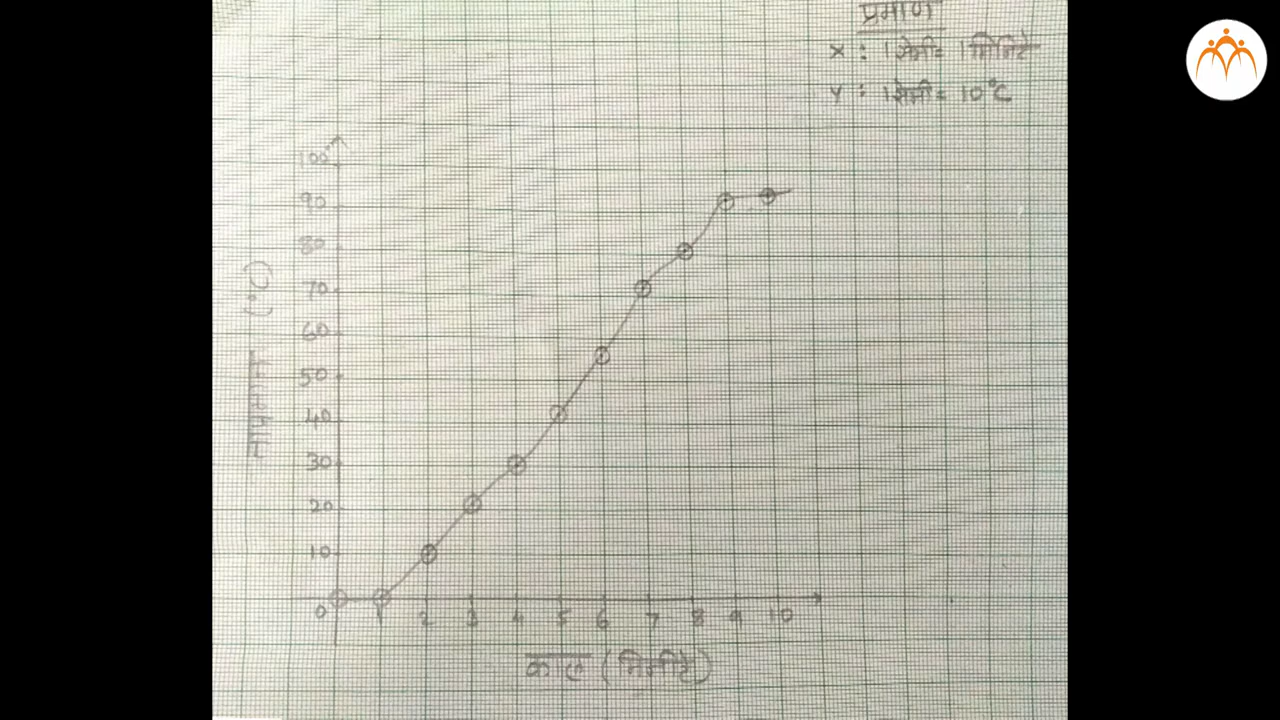 प्रमाण
X : 1 सेमी = 1 मिनिटे
Y : 1 सेमी = 10°C
100
90
80
70
60
50
40
30
20
10
0
1 2 3 4 5 6 7 8 9 10
तापमान (°C)
काळ (मिनीटे)